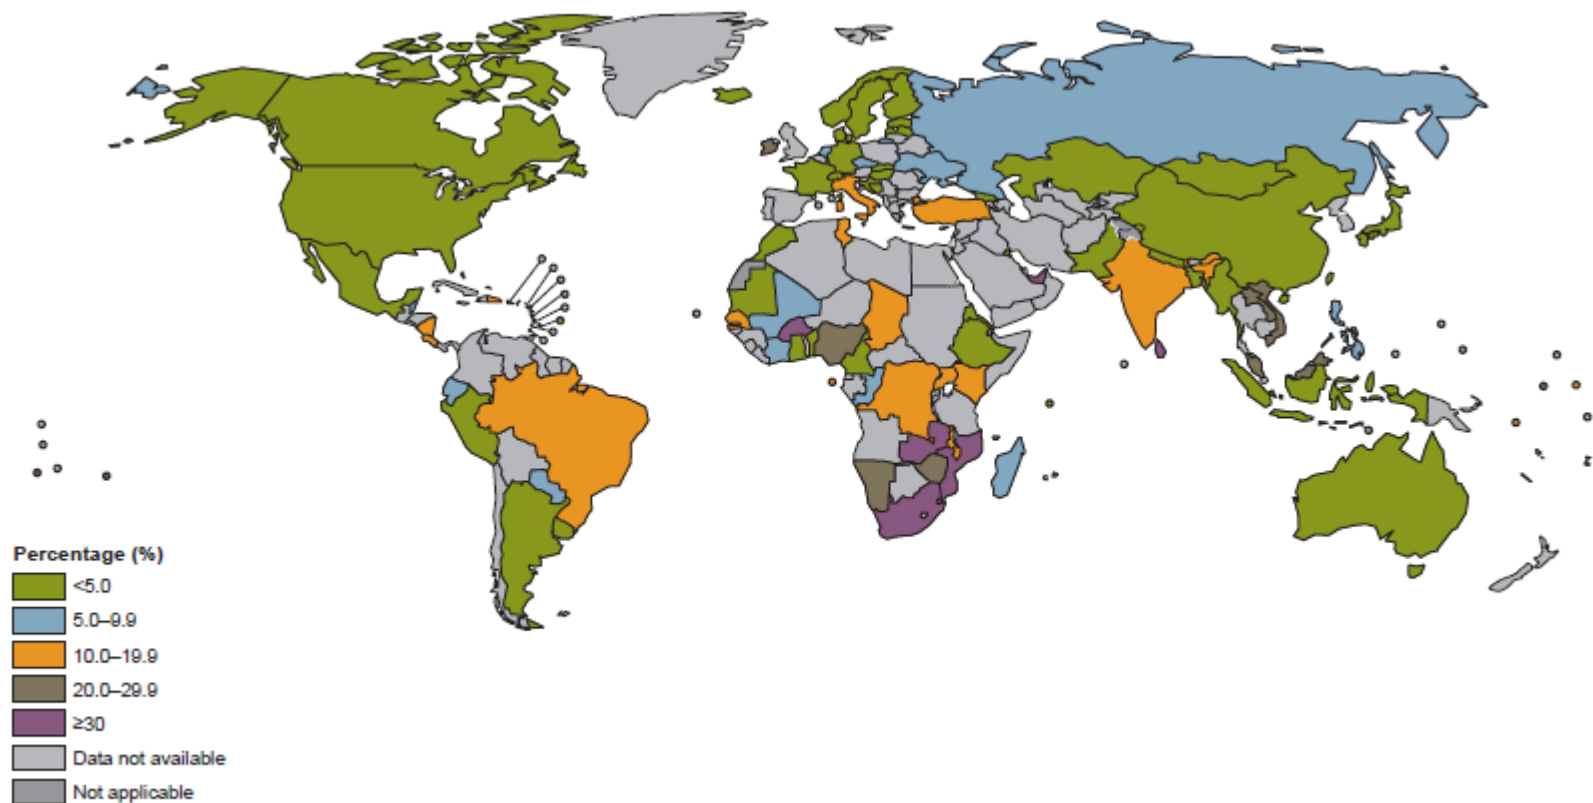 Percentage (%)
<5.0
5.0–9.9
10.0–19.9
20.0–29.9
≥30
Data not available
Not applicable